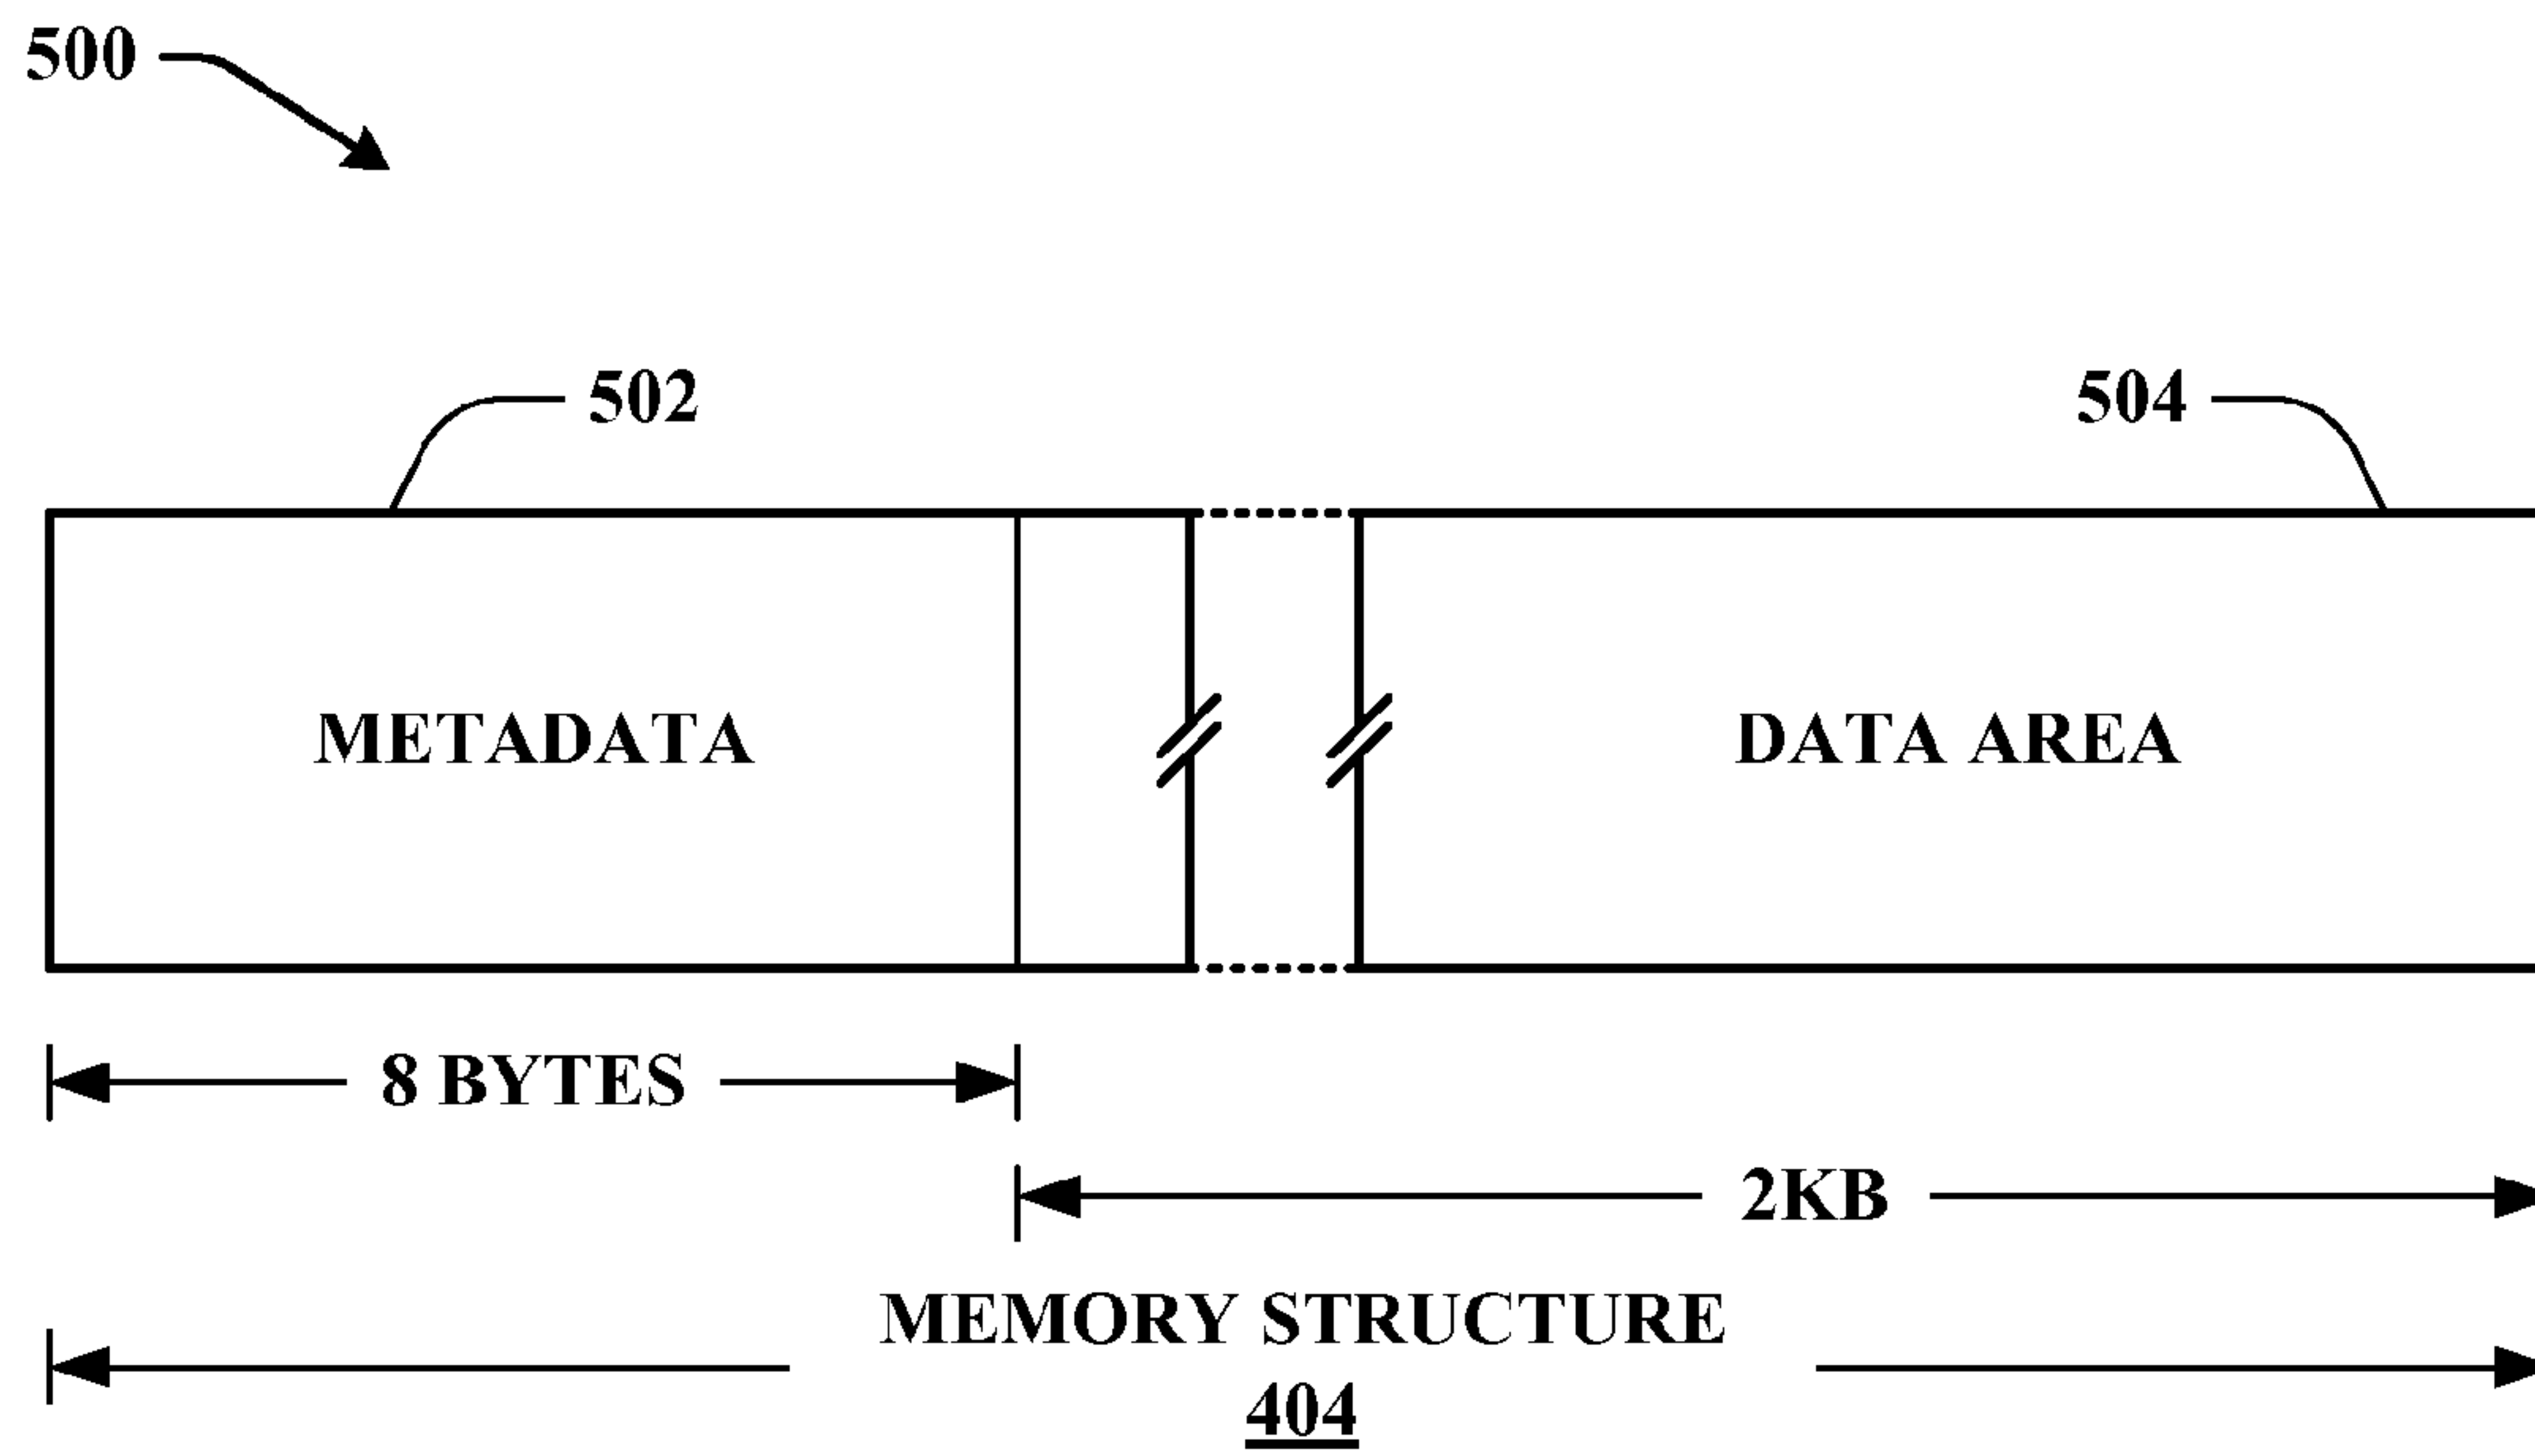 500
502
504
METADATA
DATA AREA
8 BYTES
2KB
MEMORY STRUCTURE
404